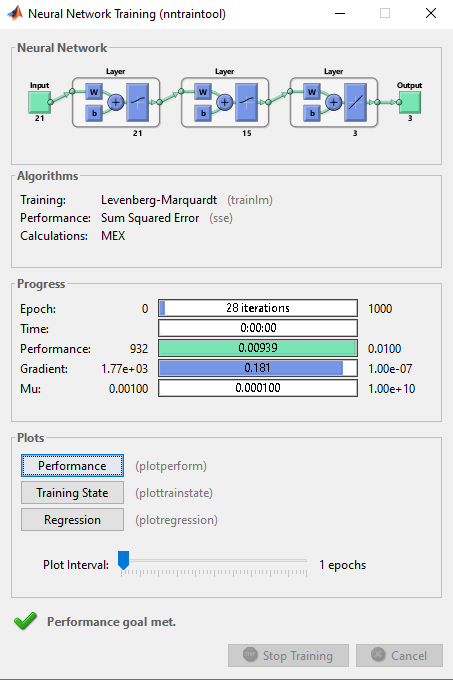 Neural Network Training (nntraintool)
Neural Network
Layer Layer Layer
Input Output
W W W
b b b
+ + +
21 3
21 15 3
Algorithms
Training: Levenberg-Marquardt (trainlm)
Performance: Sum Squared Error (sse)
Calculations: MEX
Progress
Epoch: 0 28 iterations 1000
Time: 0:00:00
Performance: 932 0.00939 0.0100
Gradient: 1.77e+03 0.181 1.00e-07
Mu: 0.00100 0.000100 1.00e+10
Plots
Performance (plotperform)
Training State (plottrainstate)
Regression (plotregression)
Plot Interval: 1 epochs
Performance goal met.
Stop Training Cancel